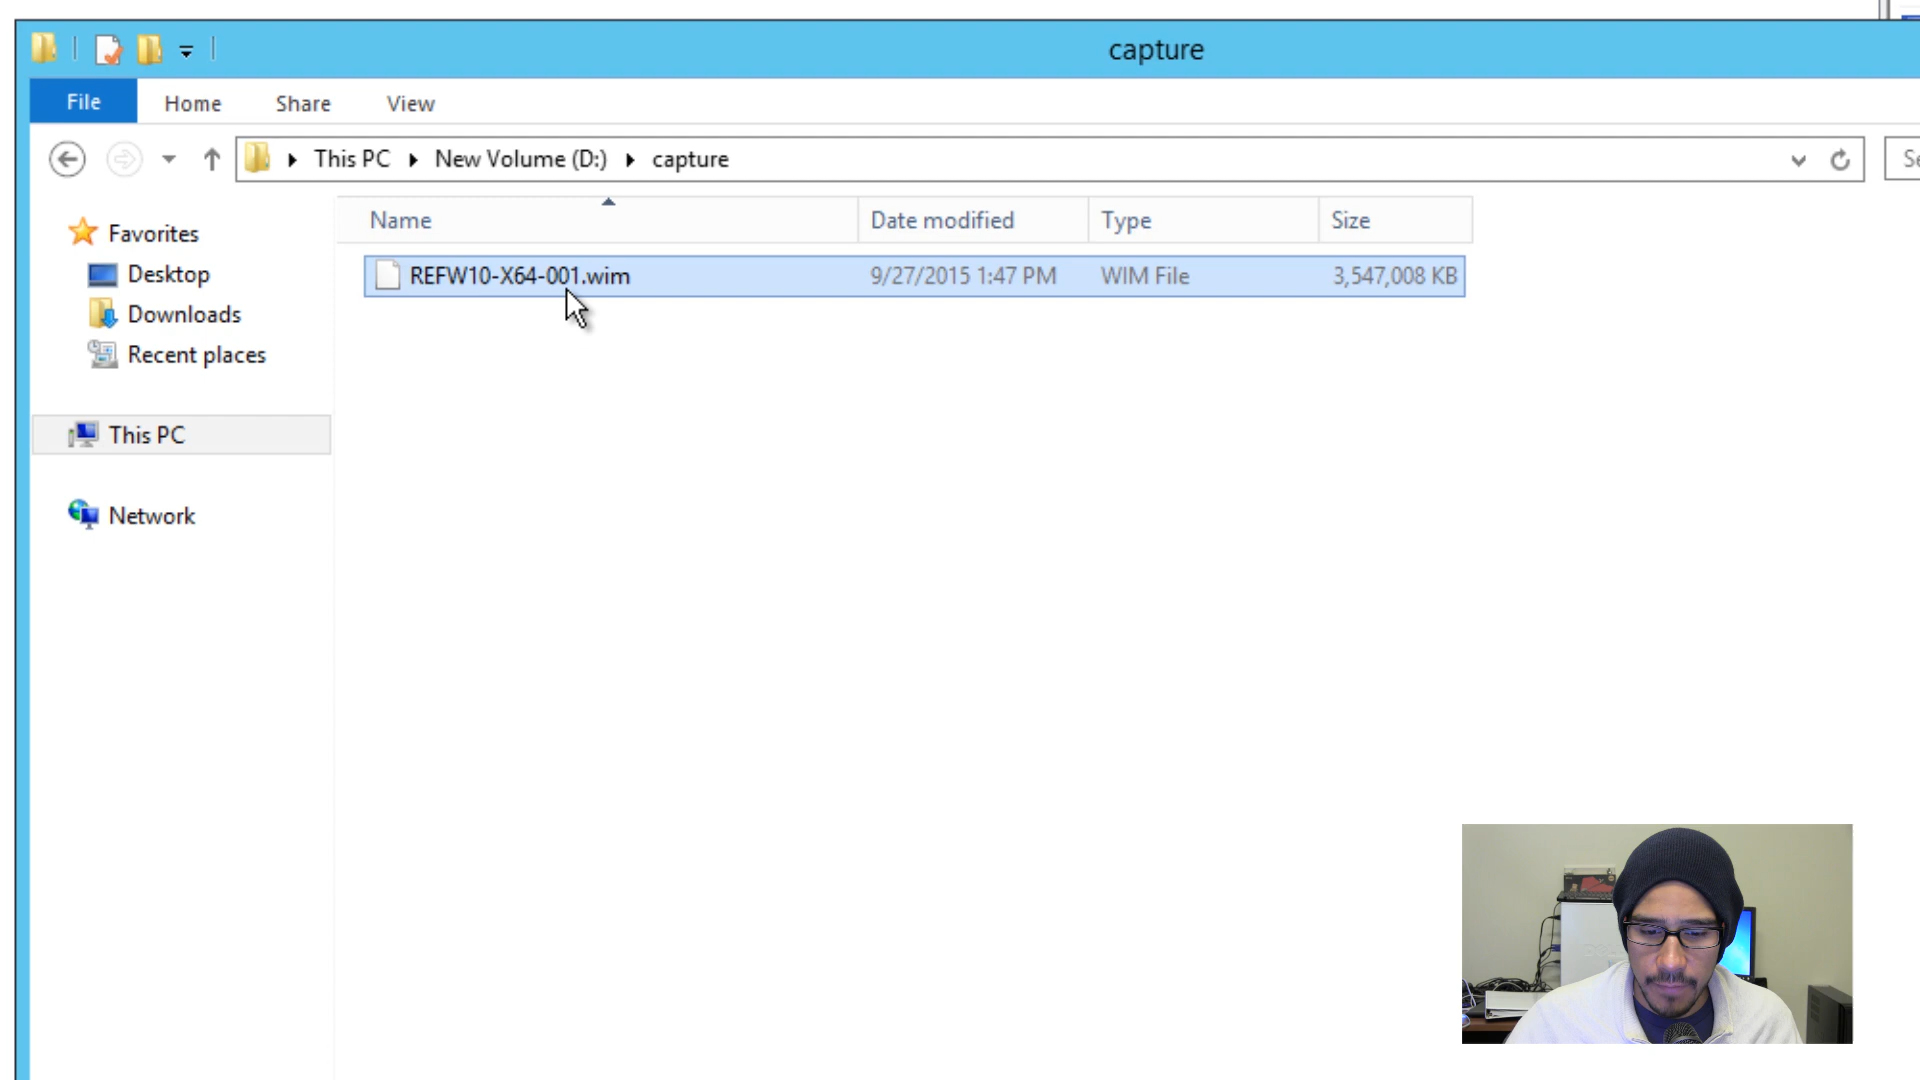 capture
File Home Share View
This PC New Volume (D:) capture
Name Date modified Type Size
REFW10-X64-001.wim 9/27/2015 1:47 PM WIM File 3,547,008 KB
Favorites
Desktop
Downloads
Recent places
This PC
Network